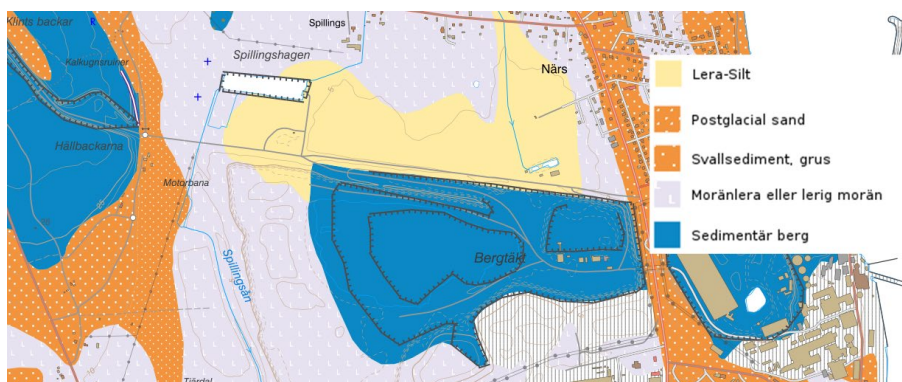 Klints backar
R
Kalkugnsruiner
Spillings
Spillingshagen
Närs
Hällbackarna
Motorbana
Spillingsån
Bergtäkt
Tjärdal
Lera-Silt
Postglacial sand
Svallsediment, grus
Moränlera eller lerig morän
Sedimentär berg